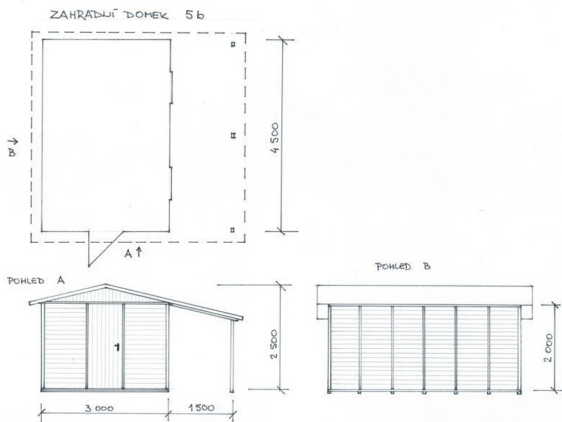 ZAHRADNÍ DOMEK 5b
4 500
B ↓
A ↑
POHLED A
POHLED B
2 500
2 000
3 000
1 500